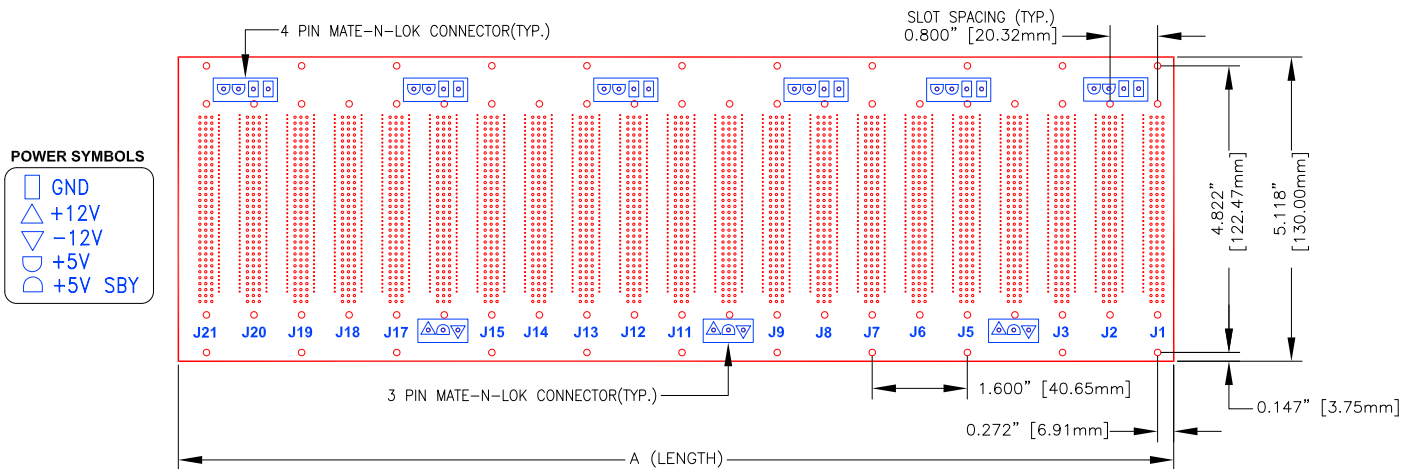 4 PIN MATE-N-LOK CONNECTOR(TYP.)
SLOT SPACING (TYP.)
0.800” [20.32mm]
POWER SYMBOLS
GND
+12V
-12V
+5V
+5V SBY
4.822”
[122.47mm]
5.118”
[130.00mm]
J21 J20 J19 J18 J17 J15 J14 J13 J12 J11 J9 J8 J7 J6 J5 J3 J2 J1
3 PIN MATE-N-LOK CONNECTOR(TYP.)
1.600” [40.65mm]
0.147” [3.75mm]
0.272” [6.91mm]
A (LENGTH)